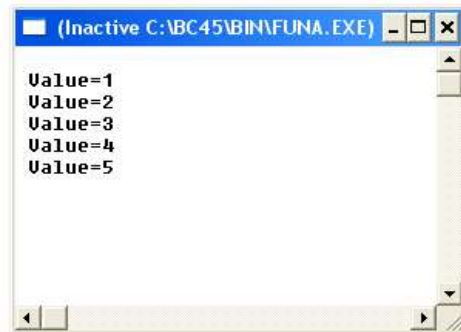 (Inactive C:\BC45\BIN\FUNA.EXE)
Value=1
Value=2
Value=3
Value=4
Value=5